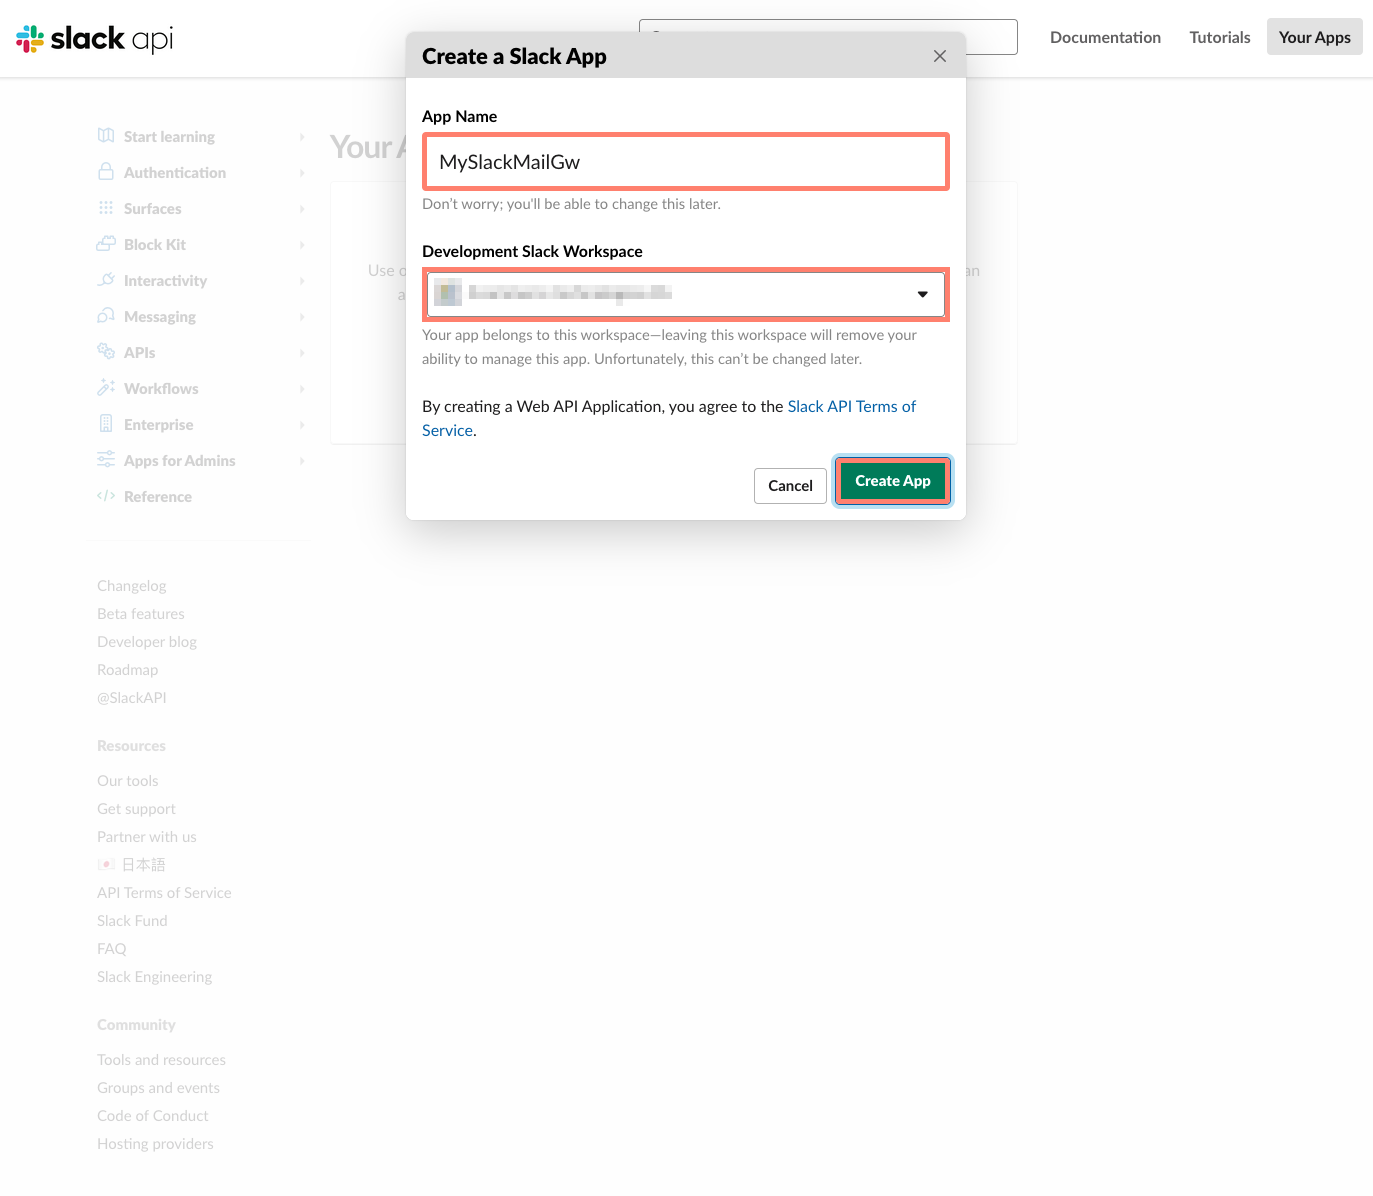 slack api
Documentation
Tutorials
Your Apps
Create a Slack App
App Name
MySlackMailGw
Don't worry; you'll be able to change this later.
Development Slack Workspace
Your app belongs to this workspace—leaving this workspace will remove your
ability to manage this app. Unfortunately, this can't be changed later.
By creating a Web API Application, you agree to the Slack API Terms of
Service.
Cancel
Create App
Start learning
Authentication
Surfaces
Block Kit
Interactivity
Messaging
APIs
Workflows
Enterprise
Apps for Admins
Reference
Changelog
Beta features
Developer blog
Roadmap
@SlackAPI
Resources
Our tools
Get support
Partner with us
日本語
API Terms of Service
Slack Fund
FAQ
Slack Engineering
Community
Tools and resources
Groups and events
Code of Conduct
Hosting providers
Your
Use